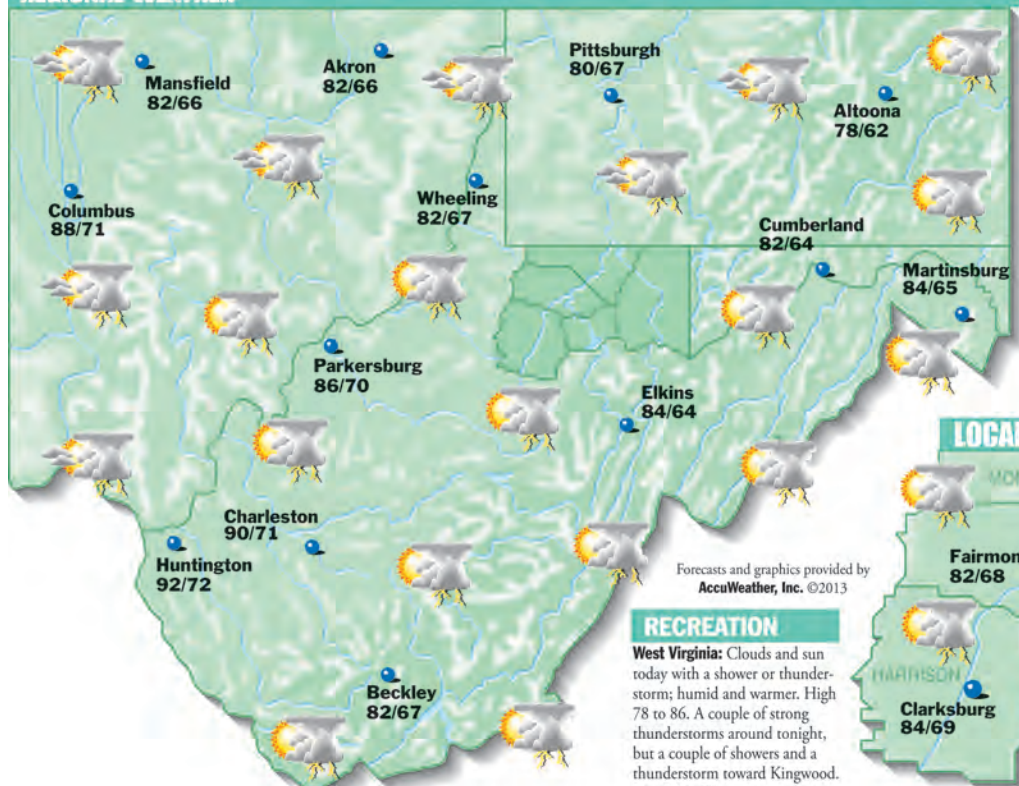 Mansfield
82/66
Akron
82/66
Pittsburgh
80/67
Altoona
78/62
Columbus
88/71
Wheeling
82/67
Cumberland
82/64
Martinsburg
84/65
Parkersburg
86/70
Elkins
84/64
Charleston
90/71
Huntington
92/72
Beckley
82/67
Forecasts and graphics provided by
AccuWeather, Inc. ©2013
RECREATION
West Virginia: Clouds and sun
today with a shower or thunder-
storm; humid and warmer. High
78 to 86. A couple of strong
thunderstorms around tonight,
but a couple of showers and a
thunderstorm toward Kingwood.
LOCA
MO
Fairmon
82/68
HARRISON
Clarksburg
84/69